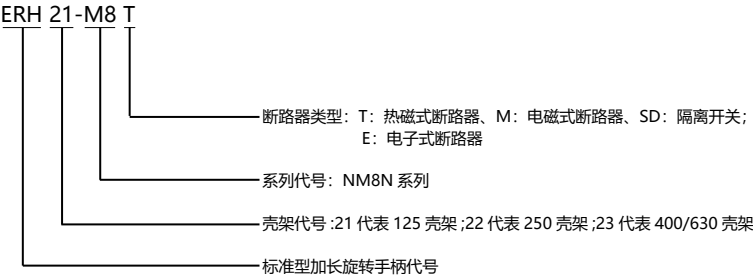 ERH 21-M8 T
断路器类型：T：热磁式断路器、M：电磁式断路器、SD：隔离开关；
E：电子式断路器
系列代号：NM8N 系列
壳架代号 :21 代表 125 壳架 ;22 代表 250 壳架 ;23 代表 400/630 壳架
标准型加长旋转手柄代号